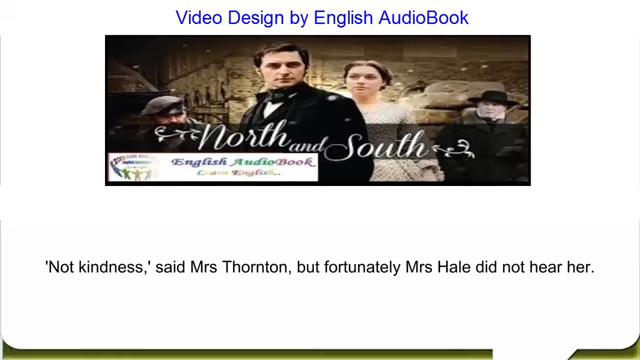 Video Design by English AudioBook
North and South
English AudioBook
Learn English...
'Not kindness,' said Mrs Thornton, but fortunately Mrs Hale did not hear her.